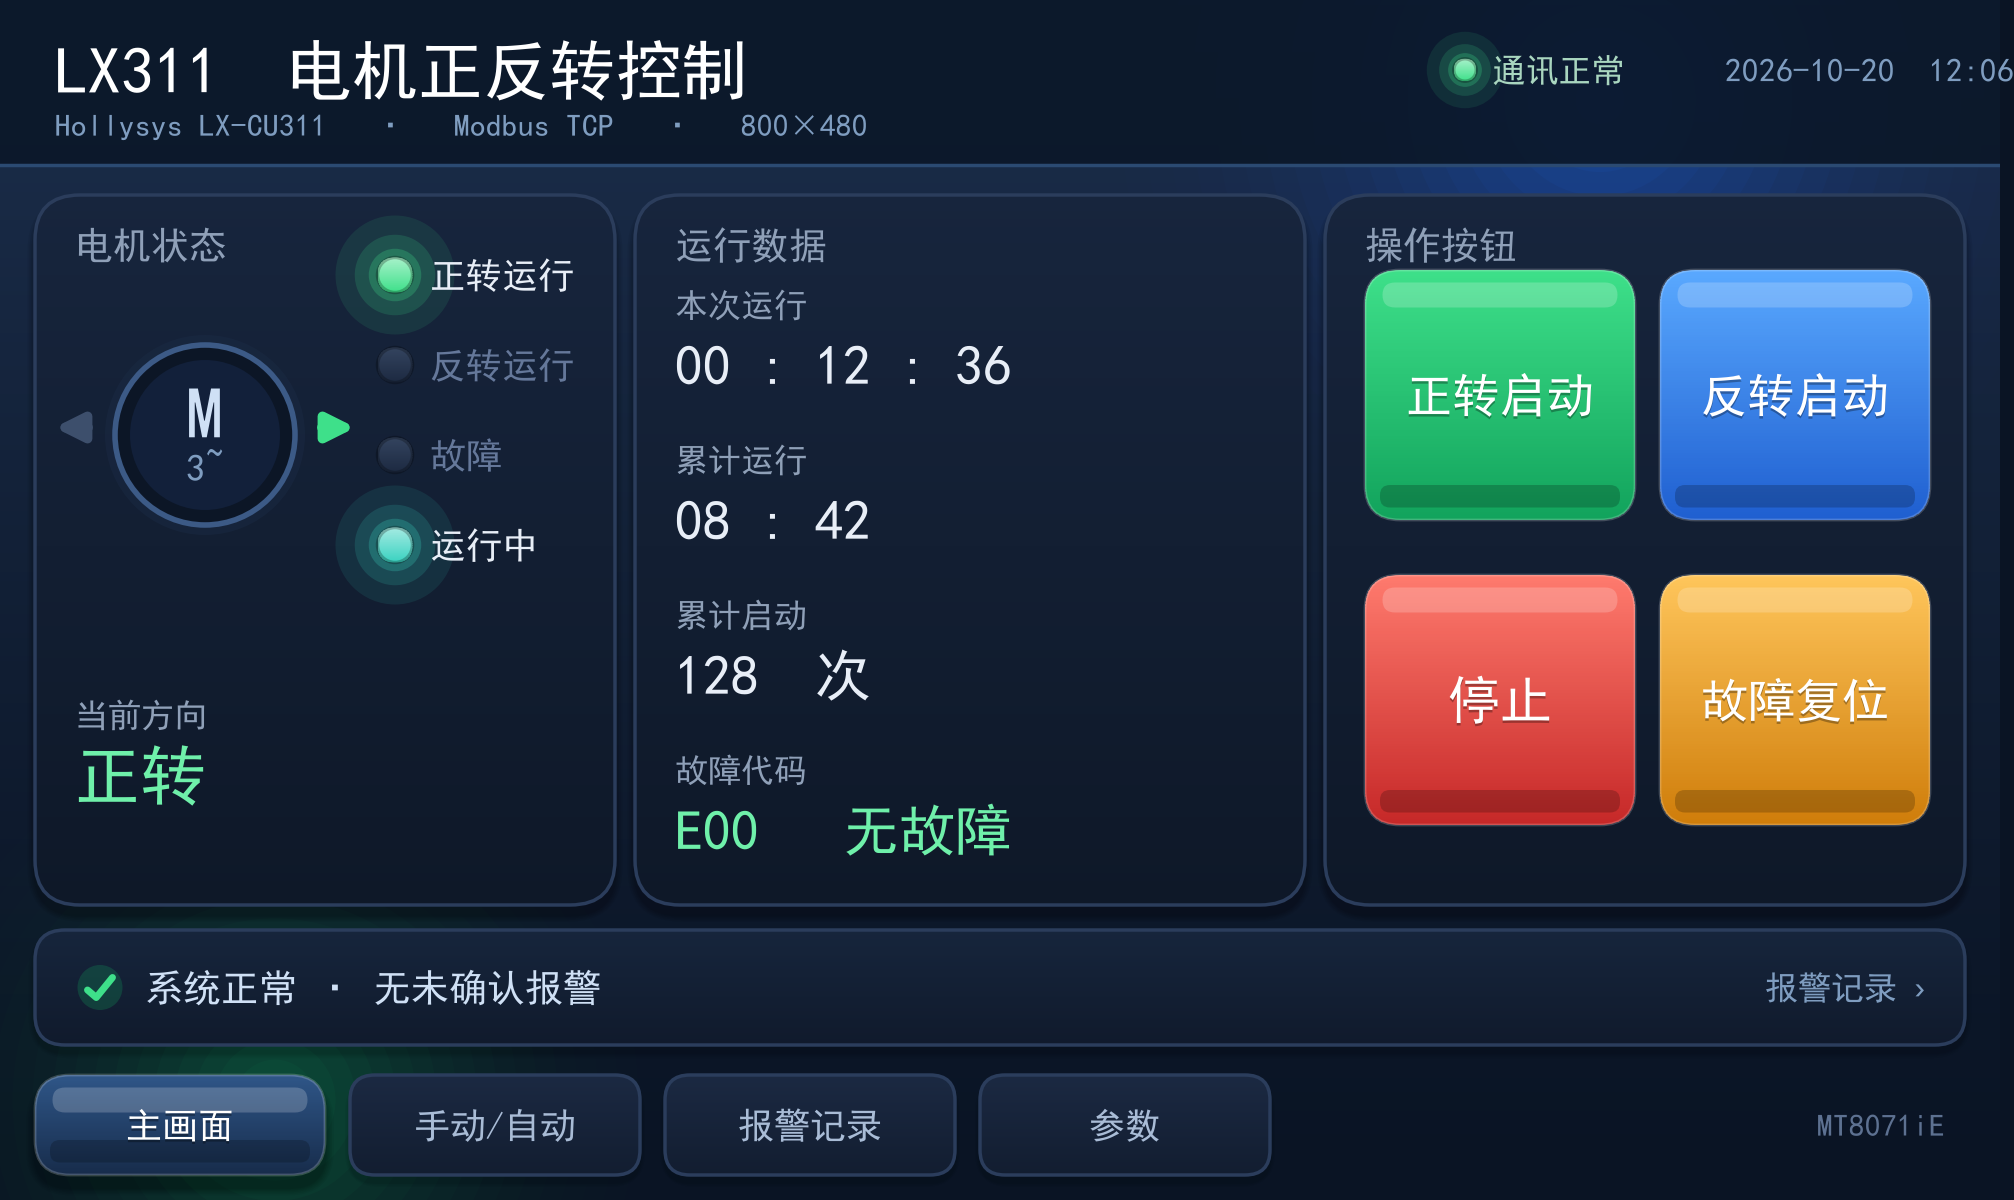 LX311 电机正反转控制
通讯正常 2026-10-20 12:06
Hollysys LX-CU311 · Modbus TCP · 800×480
电机状态
正转运行
反转运行
M
3~
故障
运行中
当前方向
正转
运行数据
本次运行
00 : 12 : 36
累计运行
08 : 42
累计启动
128 次
故障代码
E00 无故障
操作按钮
正转启动 反转启动
停止 故障复位
系统正常 · 无未确认报警 报警记录 ›
主画面 手动/自动 报警记录 参数 MT8071iE